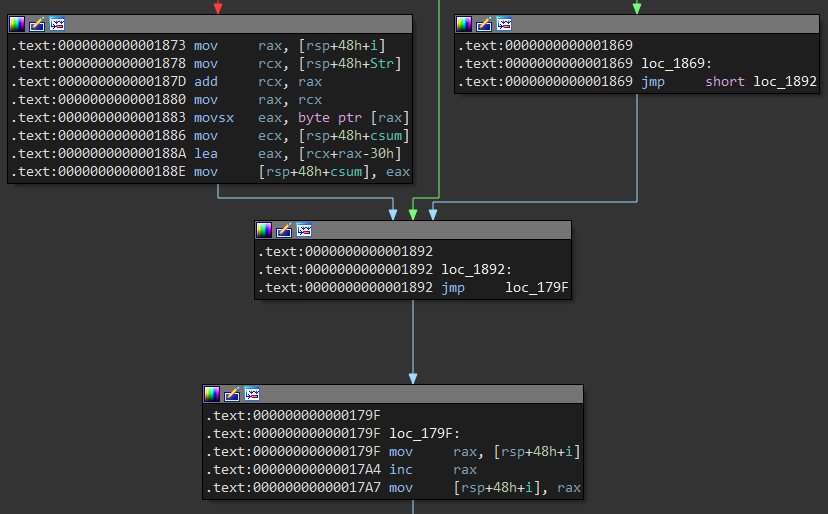 .text:0000000000001873 mov rax, [rsp+48h+i]
.text:0000000000001878 mov rcx, [rsp+48h+Str]
.text:000000000000187D add rcx, rax
.text:0000000000001880 mov rax, rcx
.text:0000000000001883 movsx eax, byte ptr [rax]
.text:0000000000001886 mov ecx, [rsp+48h+csum]
.text:000000000000188A lea eax, [rcx+rax-30h]
.text:000000000000188E mov [rsp+48h+csum], eax
.text:0000000000001869
.text:0000000000001869 loc_1869:
.text:0000000000001869 jmp short loc_1892
.text:0000000000001892
.text:0000000000001892 loc_1892:
.text:0000000000001892 jmp loc_179F
.text:000000000000179F
.text:000000000000179F loc_179F:
.text:000000000000179F mov rax, [rsp+48h+i]
.text:00000000000017A4 inc rax
.text:00000000000017A7 mov [rsp+48h+i], rax